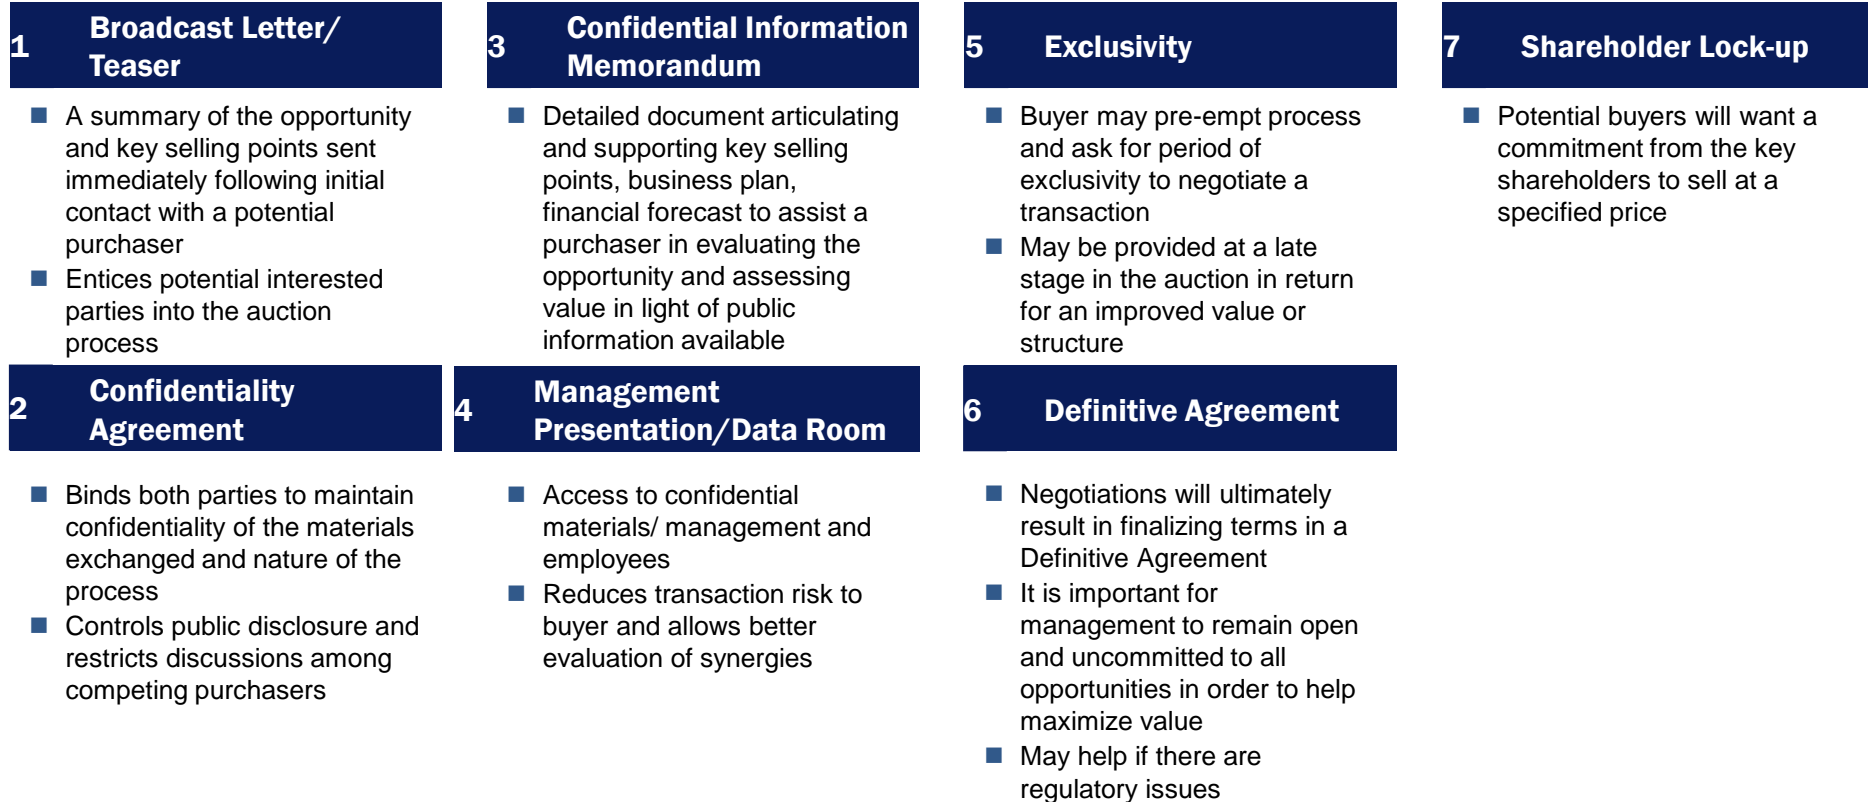 1 Broadcast Letter/
Teaser
A summary of the opportunity
and key selling points sent
immediately following initial
contact with a potential
purchaser
Entices potential interested
parties into the auction
process
2 Confidentiality
Agreement
Binds both parties to maintain
confidentiality of the materials
exchanged and nature of the
process
Controls public disclosure and
restricts discussions among
competing purchasers
3 Confidential Information
Memorandum
Detailed document articulating
and supporting key selling
points, business plan,
financial forecast to assist a
purchaser in evaluating the
opportunity and assessing
value in light of public
information available
4 Management
Presentation/Data Room
Access to confidential
materials/ management and
employees
Reduces transaction risk to
buyer and allows better
evaluation of synergies
5 Exclusivity
Buyer may pre-empt process
and ask for period of
exclusivity to negotiate a
transaction
May be provided at a late
stage in the auction in return
for an improved value or
structure
6 Definitive Agreement
Negotiations will ultimately
result in finalizing terms in a
Definitive Agreement
It is important for
management to remain open
and uncommitted to all
opportunities in order to help
maximize value
May help if there are
regulatory issues
7 Shareholder Lock-up
Potential buyers will want a
commitment from the key
shareholders to sell at a
specified price